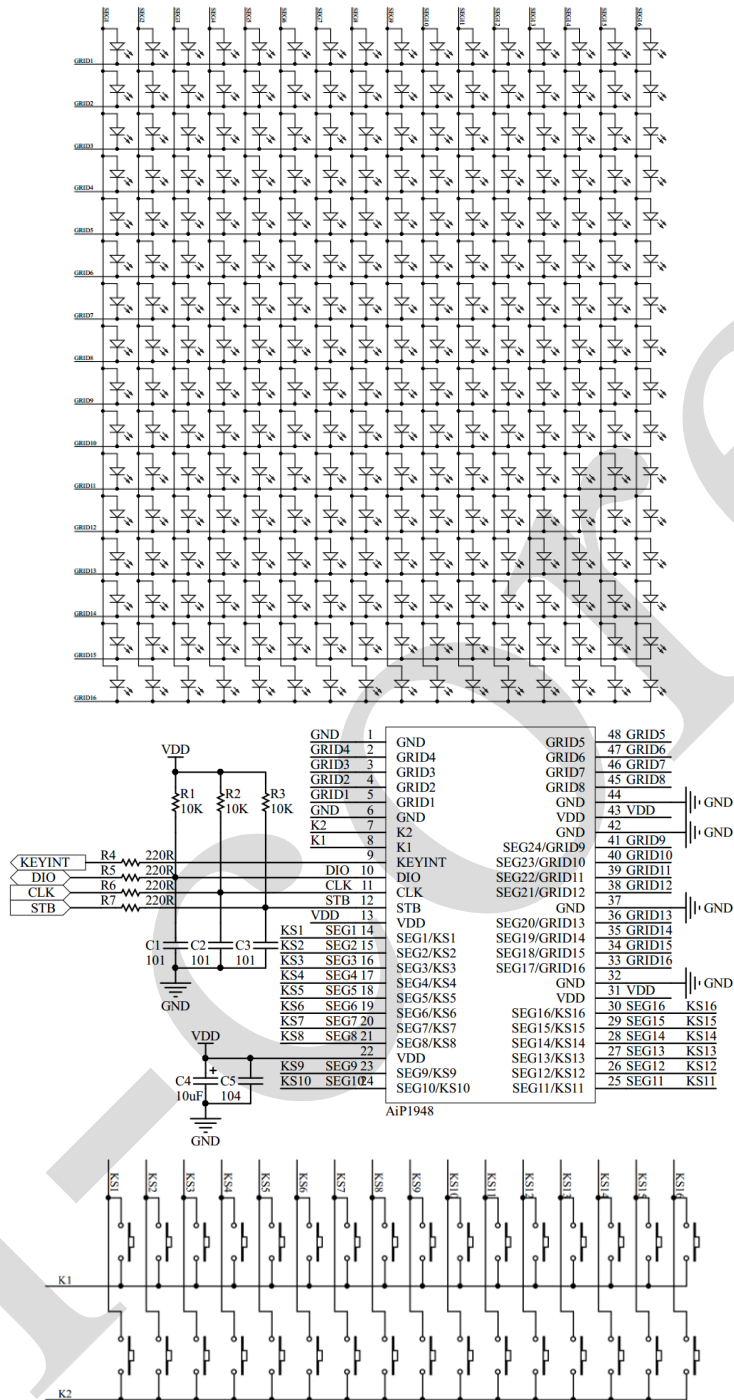 SEG1 SEG2 SEG3 SEG4 SEG5 SEG6 SEG7 SEG8 SEG9 SEG10 SEG11 SEG12 SEG13 SEG14 SEG15 SEG16
GRID1
GRID2
GRID3
GRID4
GRID5
GRID6
GRID7
GRID8
GRID9
GRID10
GRID11
GRID12
GRID13
GRID14
GRID15
GRID16
VDD
R1 R2 R3
10K 10K 10K
KEYINT R4 220R
DIO R5 220R DIO
CLK R6 220R CLK
STB R7 220R STB
C1 C2 C3
101 101 101
GND
VDD
C4 C5
10uF 104
GND
GND 1 GND GRID5 48 GRID5
GRID4 2 GRID4 GRID6 47 GRID6
GRID3 3 GRID3 GRID7 46 GRID7
GRID2 4 GRID2 GRID8 45 GRID8
GRID1 5 GRID1 GND 44 GND
GND 6 GND VDD 43 VDD
K2 7 K2 GND 42 GND
K1 8 K1 SEG24/GRID9 41 GRID9
9 KEYINT SEG23/GRID10 40 GRID10
10 DIO SEG22/GRID11 39 GRID11
11 CLK SEG21/GRID12 38 GRID12
12 STB GND 37 GND
VDD 13 VDD SEG20/GRID13 36 GRID13
KS1 SEG1 14 SEG1/KS1 SEG19/GRID14 35 GRID14
KS2 SEG2 15 SEG2/KS2 SEG18/GRID15 34 GRID15
KS3 SEG3 16 SEG3/KS3 SEG17/GRID16 33 GRID16
KS4 SEG4 17 SEG4/KS4 GND 32 GND
KS5 SEG5 18 SEG5/KS5 VDD 31 VDD
KS6 SEG6 19 SEG6/KS6 SEG16/KS16 30 SEG16 KS16
KS7 SEG7 20 SEG7/KS7 SEG15/KS15 29 SEG15 KS15
KS8 SEG8 21 SEG8/KS8 SEG14/KS14 28 SEG14 KS14
22 VDD SEG13/KS13 27 SEG13 KS13
KS9 SEG9 23 SEG9/KS9 SEG12/KS12 26 SEG12 KS12
KS10 SEG10 24 SEG10/KS10 SEG11/KS11 25 SEG11 KS11
AiP1948
KS1 KS2 KS3 KS4 KS5 KS6 KS7 KS8 KS9 KS10 KS11 KS12 KS13 KS14 KS15 KS16
K1
K2